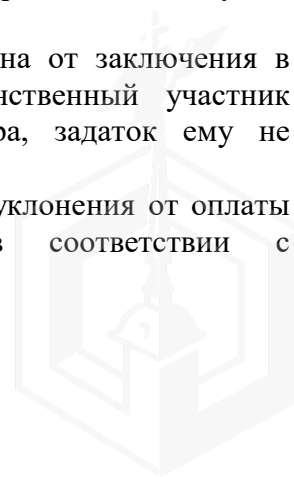 на от заключения в
нственный участник
ра, задаток ему не
уклонения от оплаты
в соответствии с